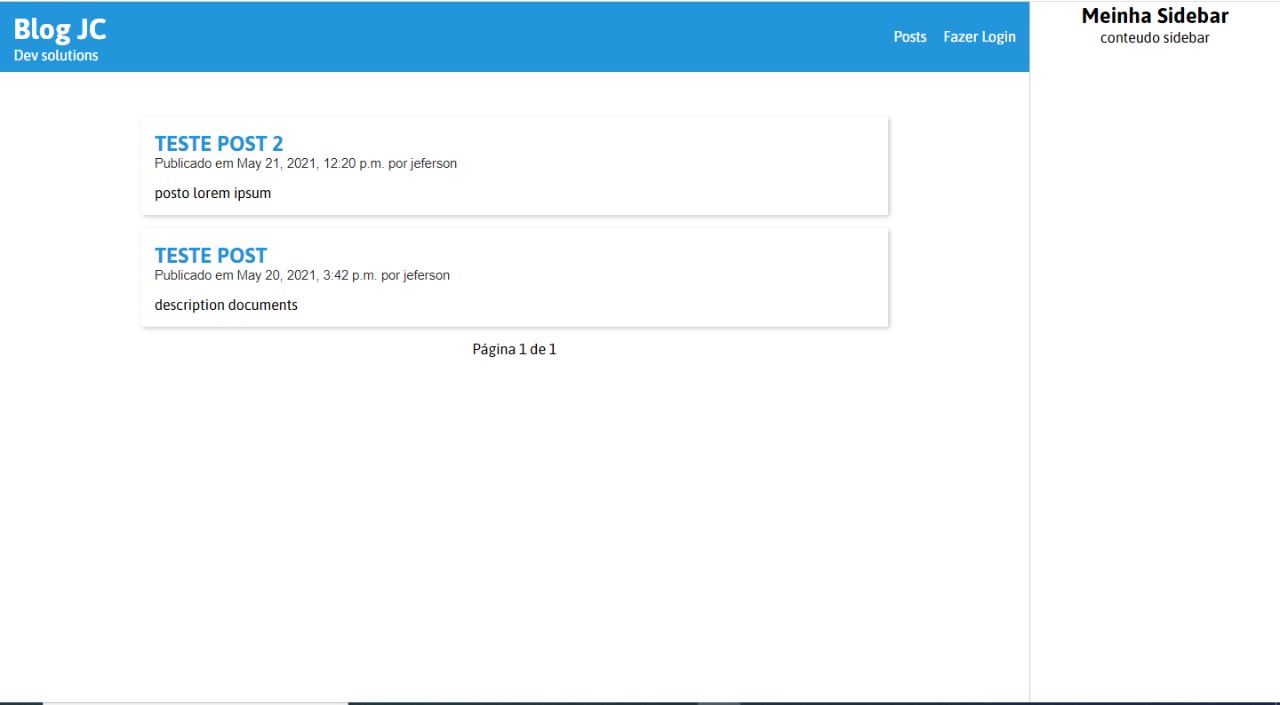 Blog JC
Dev solutions
Posts
Fazer Login
Meinha Sidebar
conteudo sidebar
TESTE POST 2
Publicado em May 21, 2021, 12:20 p.m. por jeferson
posto lorem ipsum
TESTE POST
Publicado em May 20, 2021, 3:42 p.m. por jeferson
description documents
Página 1 de 1